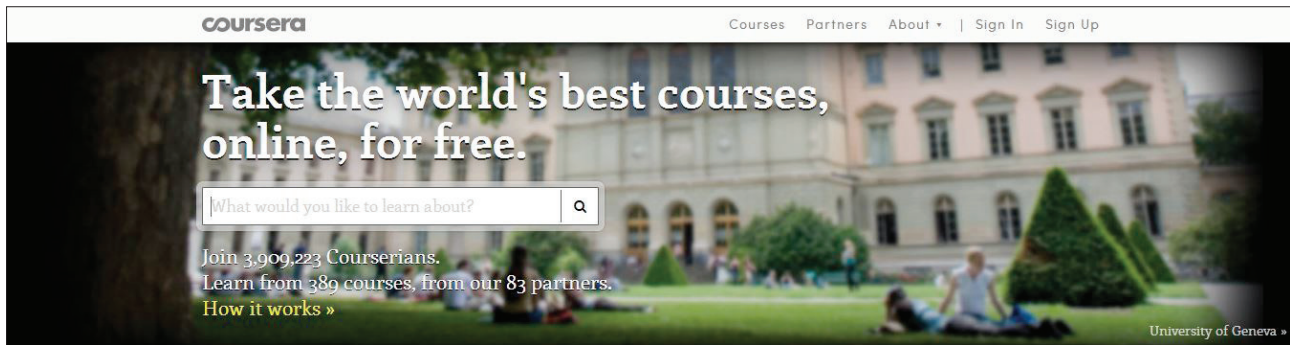 coursera
Courses Partners About ▾ | Sign In Sign Up
Take the world's best courses,
online, for free.
What would you like to learn about?
Join 3,909,223 Courserians.
Learn from 389 courses, from our 83 partners.
How it works »
University of Geneva »